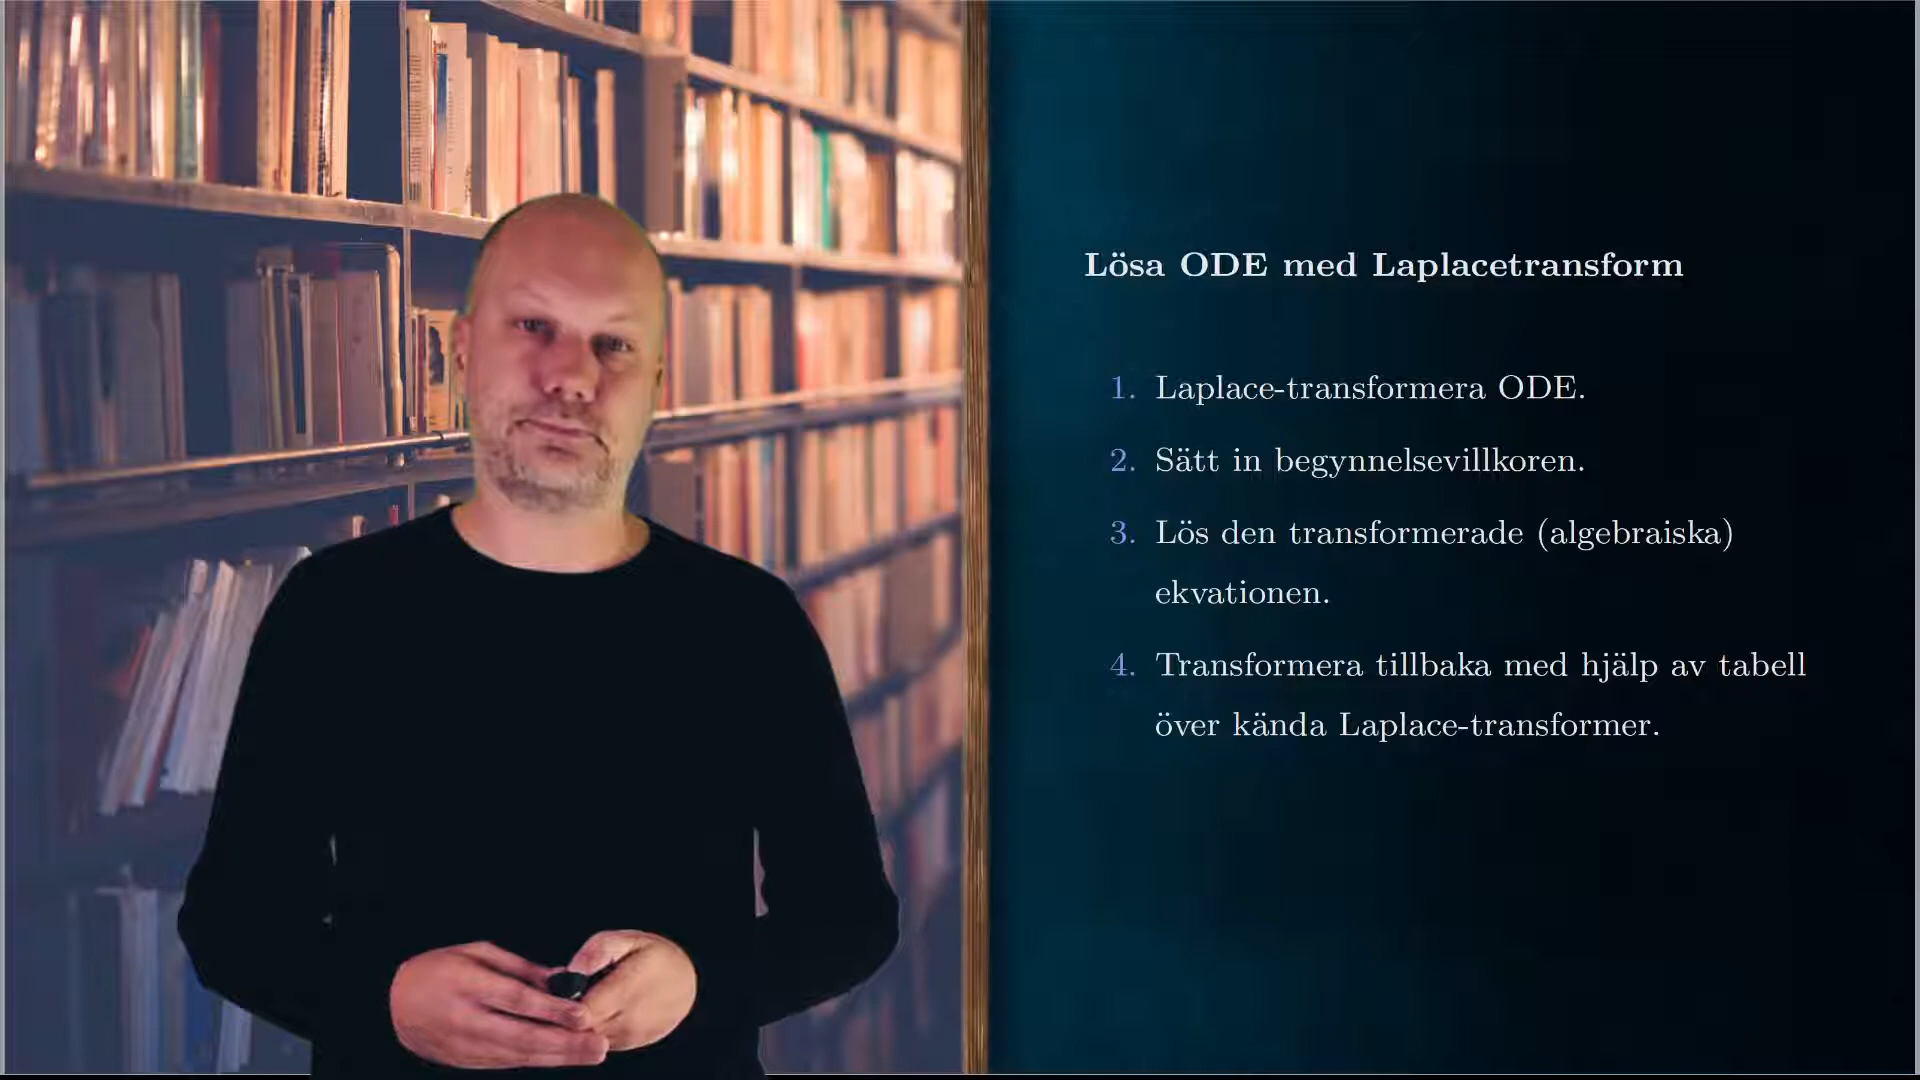 Lösa ODE med Laplacetransform
1. Laplace-transformera ODE.
2. Sätt in begynnelsevillkoren.
3. Lös den transformerade (algebraiska)
ekvationen.
4. Transformera tillbaka med hjälp av tabell
över kända Laplace-transformer.